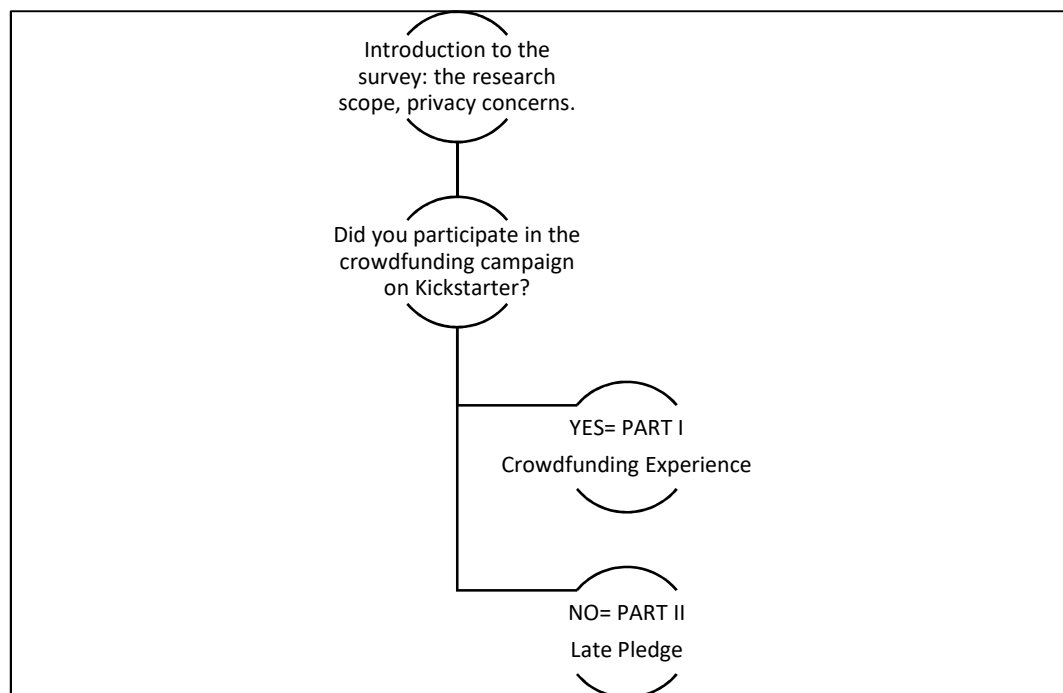 Introduction to the
survey: the research
scope, privacy concerns.
Did you participate in the
crowdfunding campaign
on Kickstarter?
YES= PART I
Crowdfunding Experience
NO= PART II
Late Pledge